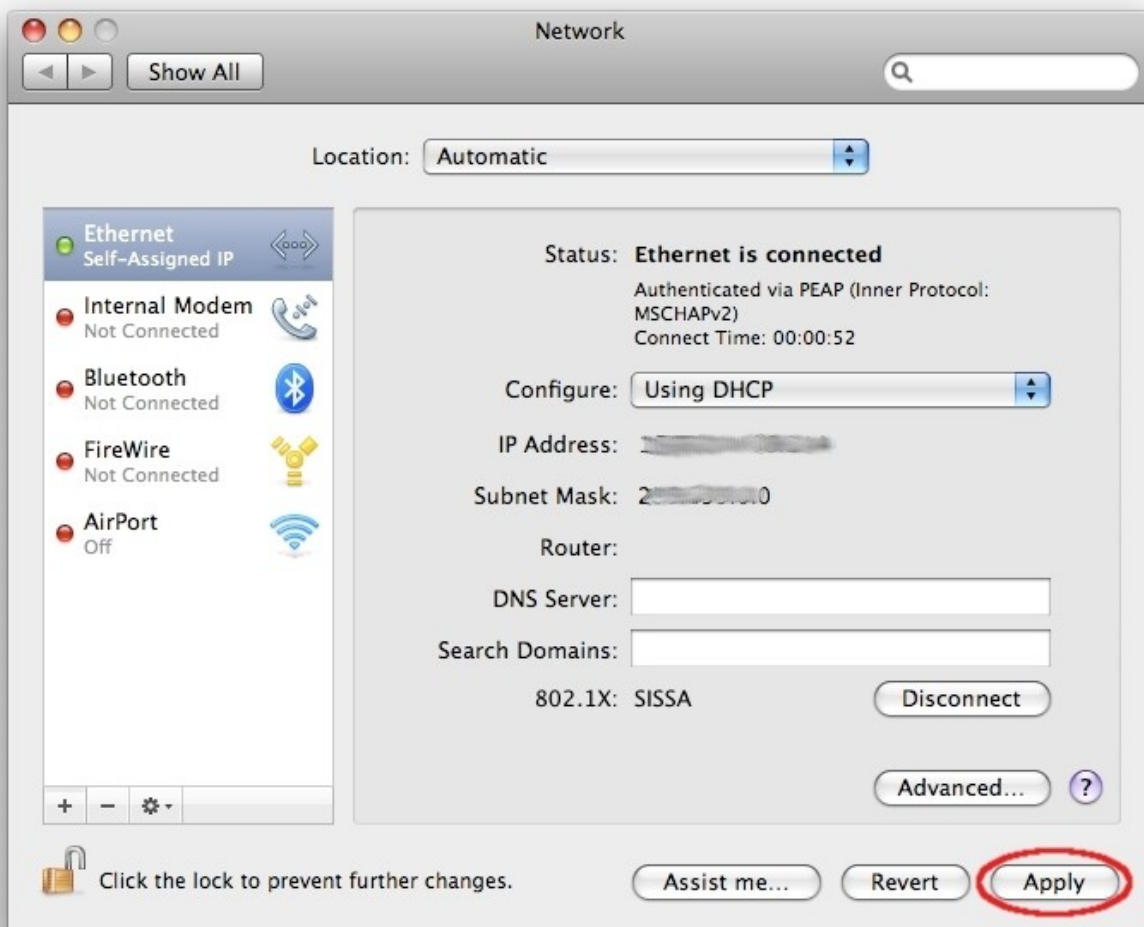 Network
Show All
Location: Automatic
Ethernet
Self-Assigned IP
Internal Modem
Not Connected
Bluetooth
Not Connected
FireWire
Not Connected
AirPort
Off
Status: Ethernet is connected
Authenticated via PEAP (Inner Protocol:
MSCHAPv2)
Connect Time: 00:00:52
Configure: Using DHCP
IP Address:
Subnet Mask:
Router:
DNS Server:
Search Domains:
802.1X: SISSA Disconnect
Advanced... ?
Click the lock to prevent further changes.
Assist me... Revert Apply